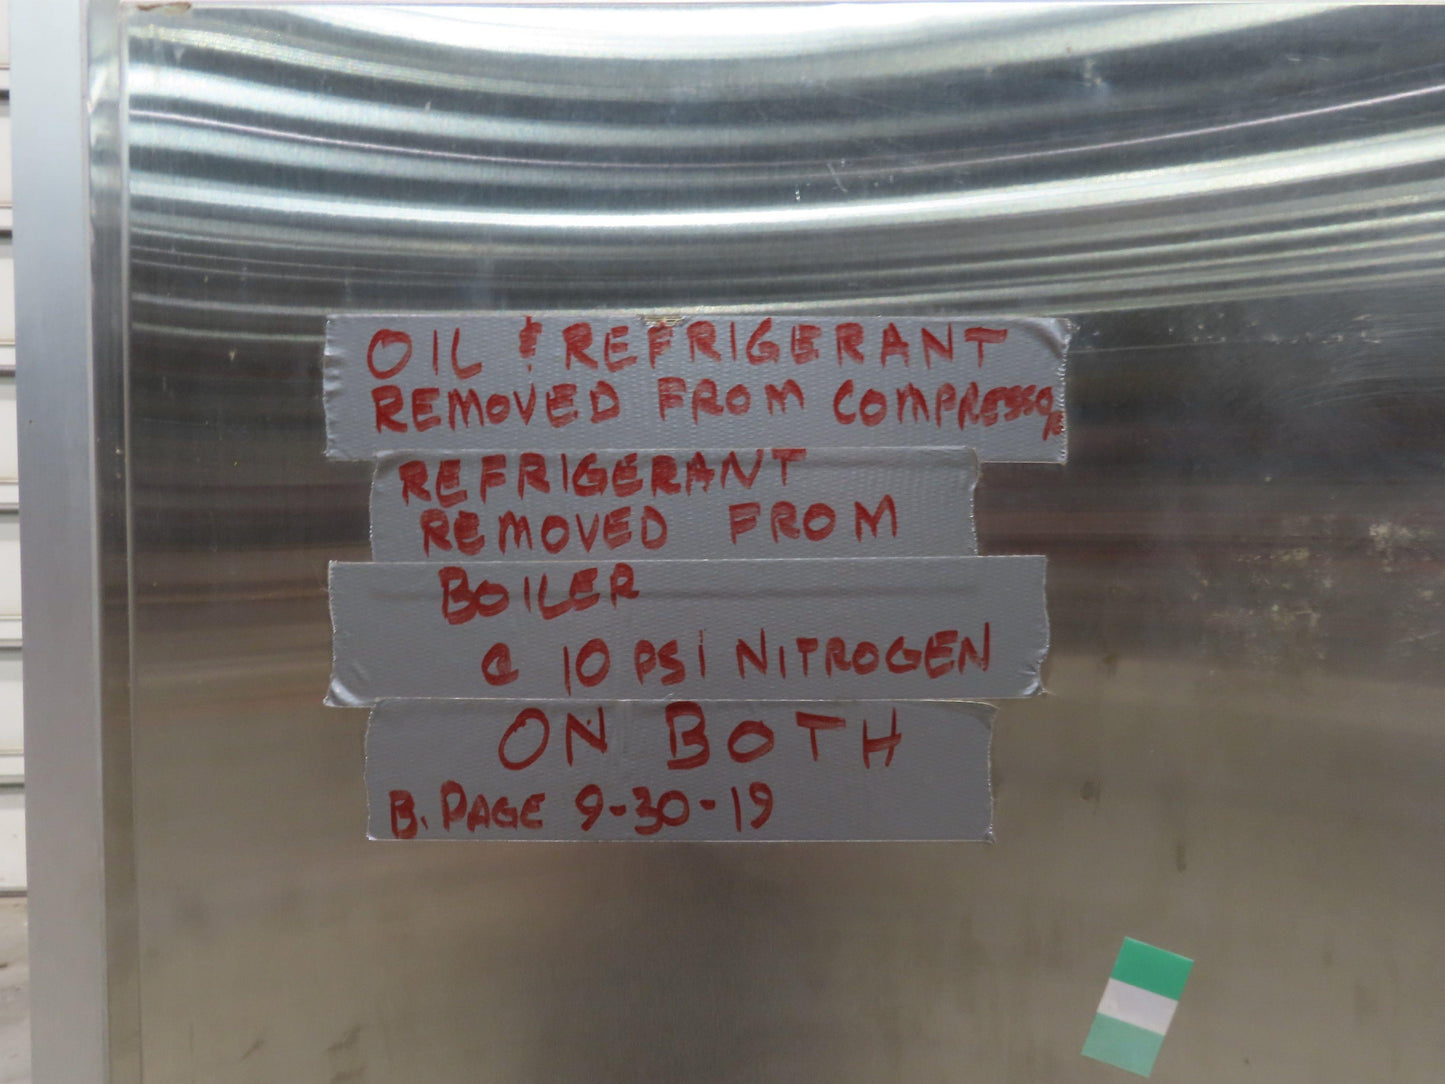 OIL & REFRIGERANT
REMOVED FROM COMPRESSOR
REFRIGERANT
REMOVED FROM
BOILER
@ 10 PSI NITROGEN
ON BOTH
B. PAGE 9-30-19